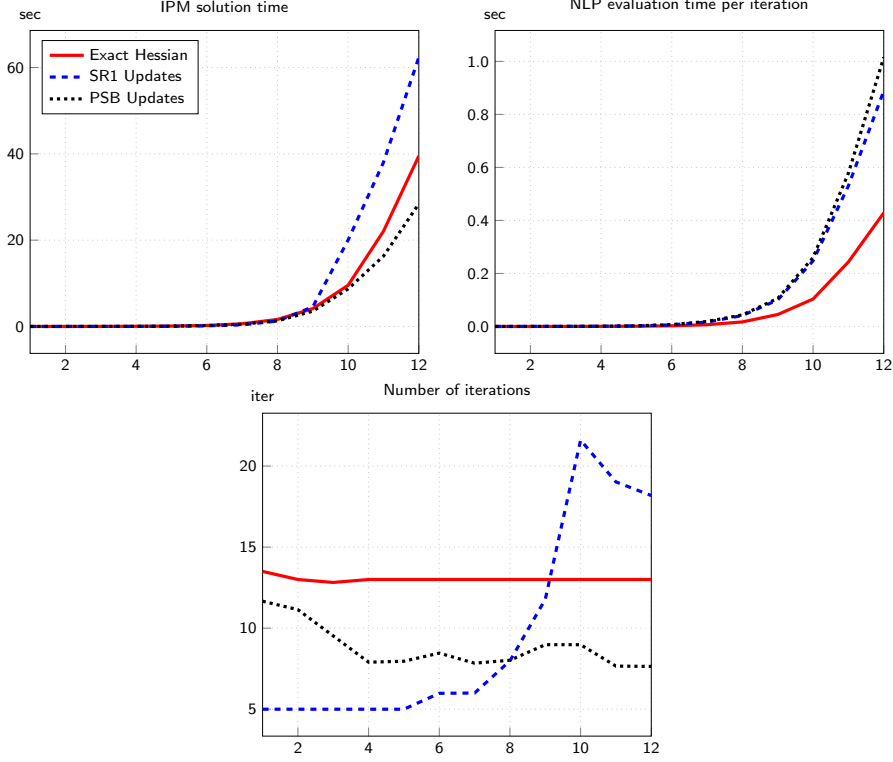 IPM solution time
sec
Exact Hessian
SR1 Updates
PSB Updates
60
40
20
0
2 4 6 8 10 12
NLP evaluation time per iteration
sec
1.0
0.8
0.6
0.4
0.2
0.0
2 4 6 8 10 12
Number of iterations
iter
20
15
10
5
2 4 6 8 10 12